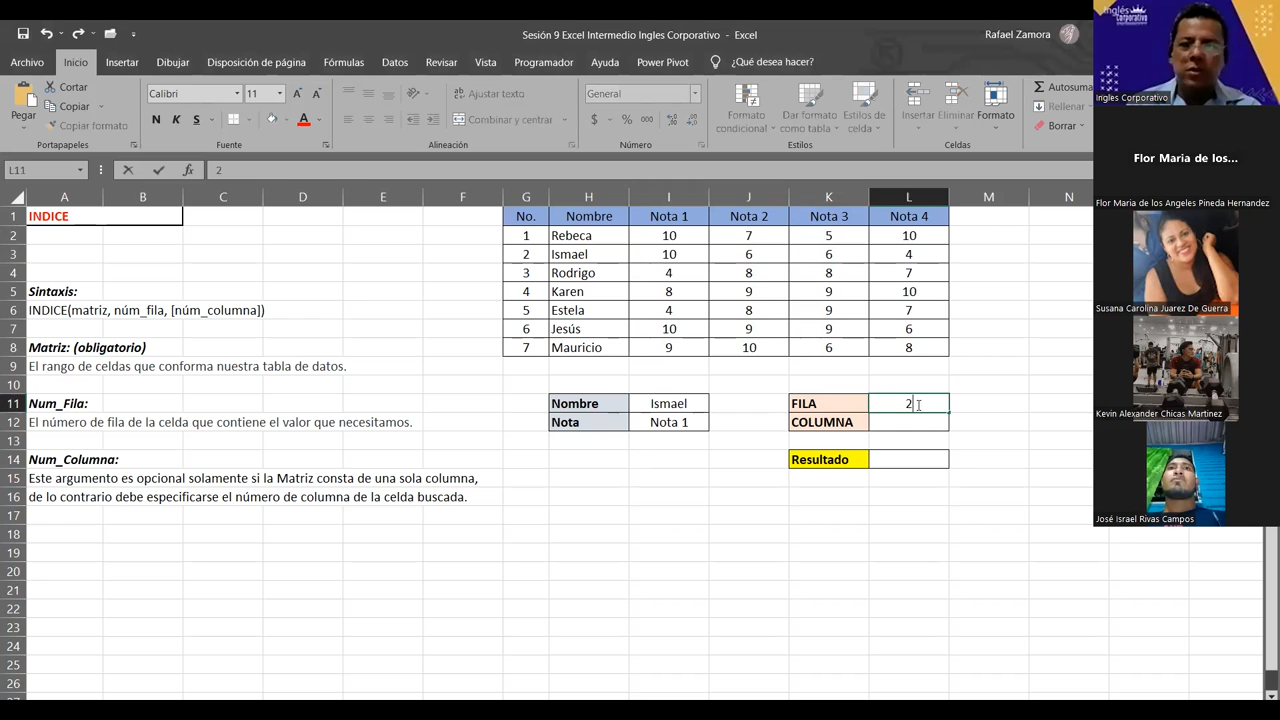 Sesión 9 Excel Intermedio Ingles Corporativo - Excel
Rafael Zamora
Archivo Inicio Insertar Dibujar Disposición de página Fórmulas Datos Revisar Vista Programador Ayuda Power Pivot ¿Qué desea hacer?
Pegar
Cortar
Copiar
Copiar formato
Portapapeles
Calibri 11
N K S
Fuente
Ajustar texto
Combinar y centrar
Alineación
General
$ % 000
Número
Formato condicional
Dar formato como tabla
Estilos de celda
Estilos
Insertar Eliminar Formato
Celdas
Autosuma
Rellenar
Borrar
L11 fx 2
A B C D E F G H I J K L M N
1 INDICE No. Nombre Nota 1 Nota 2 Nota 3 Nota 4
2 1 Rebeca 10 7 5 10
3 2 Ismael 10 6 6 4
4 3 Rodrigo 4 8 8 7
5 Sintaxis: 4 Karen 8 9 9 10
6 INDICE(matriz, núm_fila, [núm_columna]) 5 Estela 4 8 9 7
7 6 Jesús 10 9 9 6
8 Matriz: (obligatorio) 7 Mauricio 9 10 6 8
9 El rango de celdas que conforma nuestra tabla de datos.
10
11 Num_Fila: Nombre Ismael FILA 2
12 El número de fila de la celda que contiene el valor que necesitamos. Nota Nota 1 COLUMNA
13
14 Num_Columna: Resultado
15 Este argumento es opcional solamente si la Matriz consta de una sola columna,
16 de lo contrario debe especificarse el número de columna de la celda buscada.
17
18
19
20
21
22
23
24
25
26
Inglés Corporativo
Ingles Corporativo
Flor Maria de los...
Flor Maria de los Angeles Pineda Hernandez
Susana Carolina Juarez De Guerra
Kevin Alexander Chicas Martinez
José Israel Rivas Campos